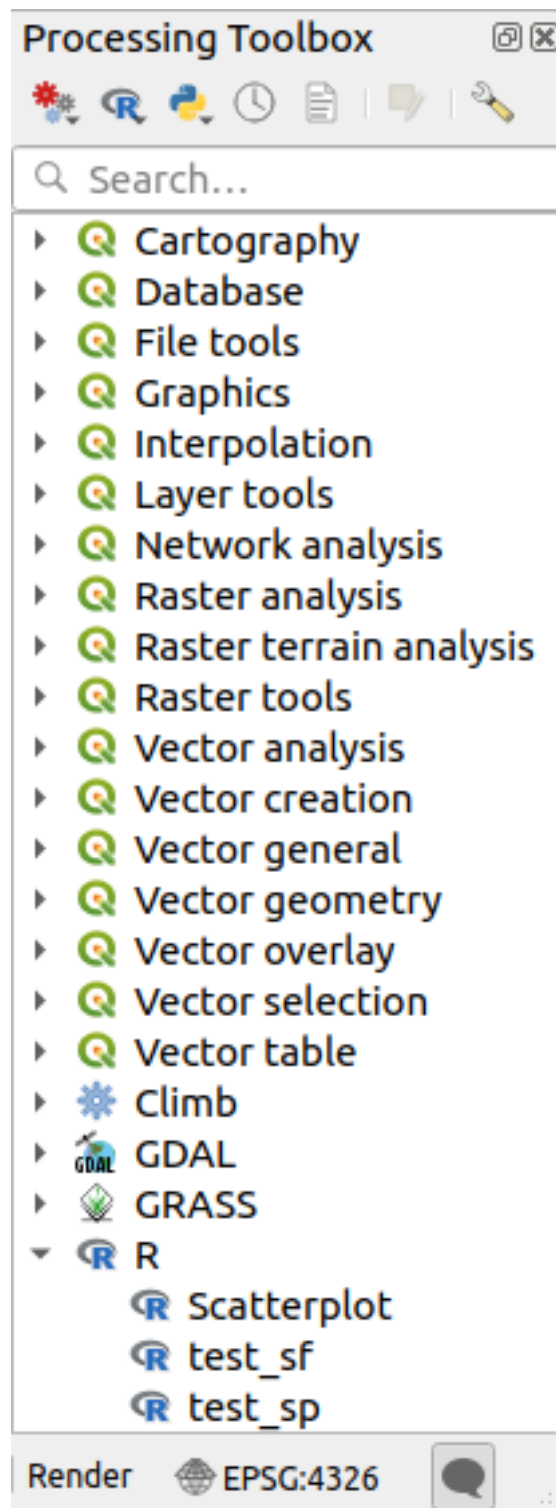 Processing Toolbox
Search...
Cartography
Database
File tools
Graphics
Interpolation
Layer tools
Network analysis
Raster analysis
Raster terrain analysis
Raster tools
Vector analysis
Vector creation
Vector general
Vector geometry
Vector overlay
Vector selection
Vector table
Climb
GDAL GDAL
GRASS
R R
R Scatterplot
R test_sf
R test_sp
Render EPSG:4326